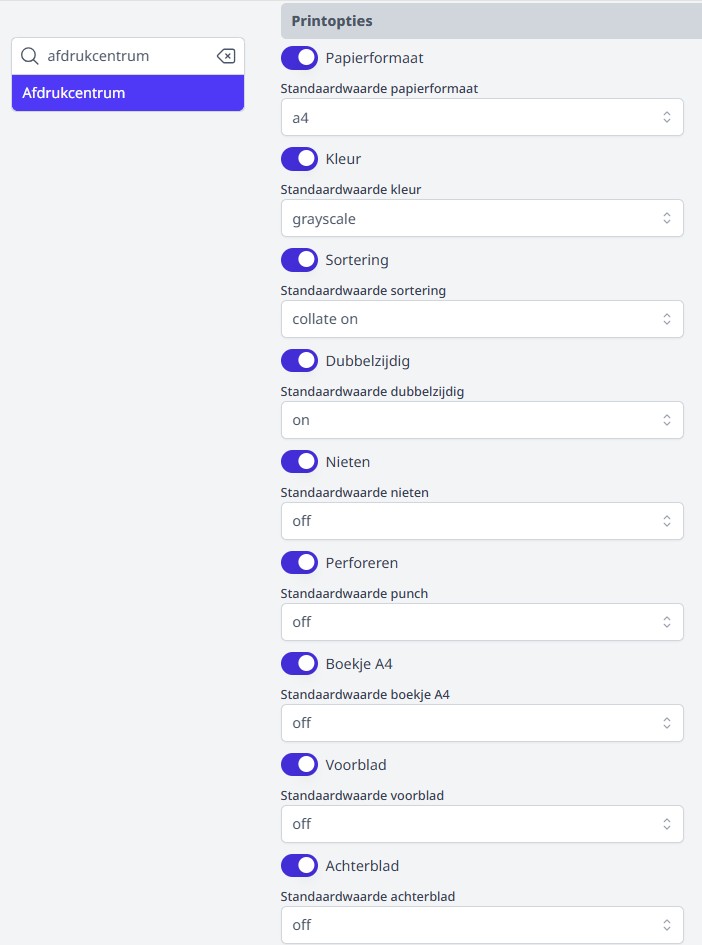 afdrukcentrum
Afdrukcentrum
Printopties
Papierformaat
Standaardwaarde papierformaat
a4
Kleur
Standaardwaarde kleur
grayscale
Sortering
Standaardwaarde sortering
collate on
Dubbelzijdig
Standaardwaarde dubbelzijdig
on
Nieten
Standaardwaarde nieten
off
Perforeren
Standaardwaarde punch
off
Boekje A4
Standaardwaarde boekje A4
off
Voorblad
Standaardwaarde voorblad
off
Achterblad
Standaardwaarde achterblad
off